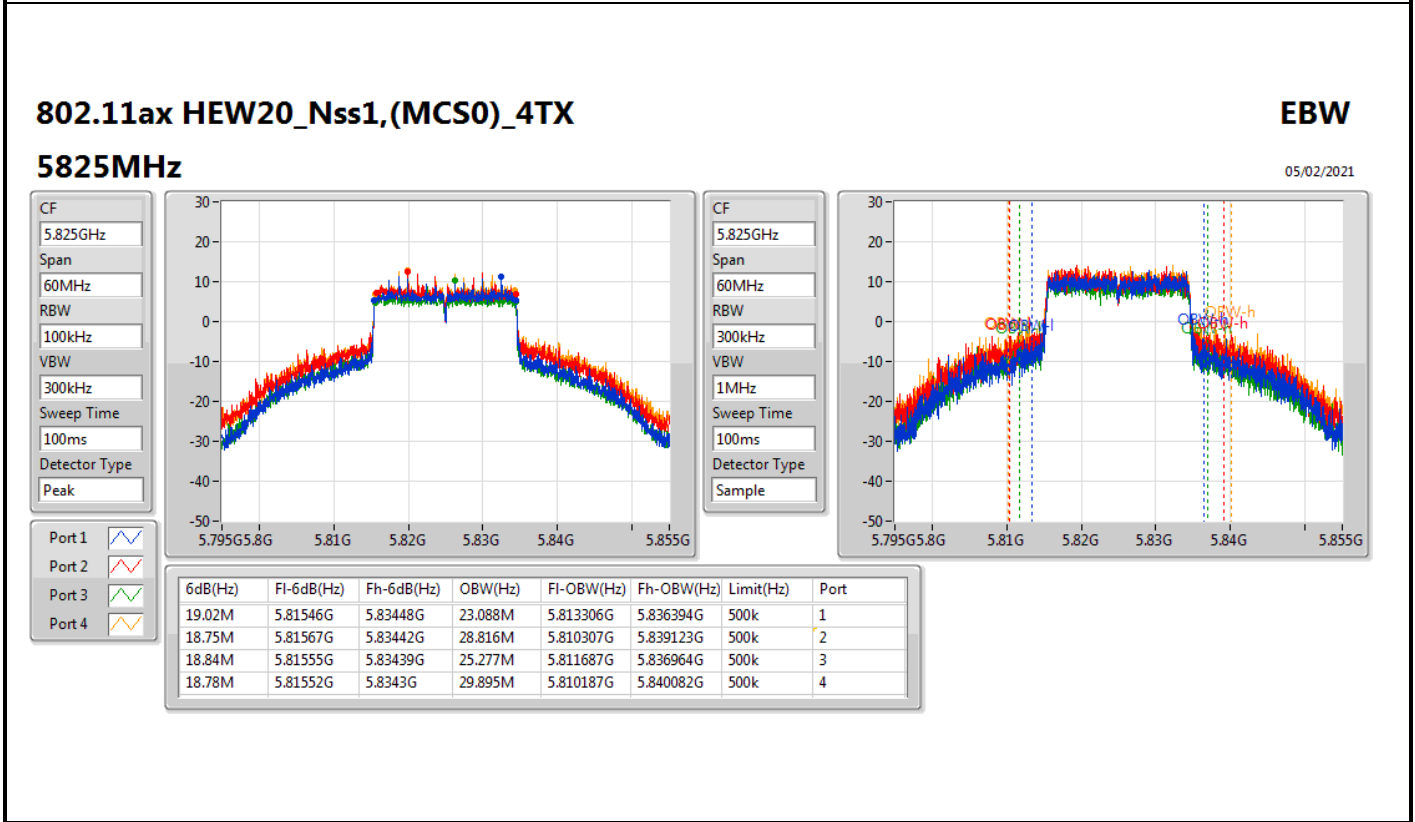 802.11ax HEW20_Nss1,(MCS0)_4TX EBW
5825MHz 05/02/2021
CF
5.825GHz
Span
60MHz
RBW
100kHz
VBW
300kHz
Sweep Time
100ms
Detector Type
Peak
30
20
10
0
-10
-20
-30
-40
-50
5.795G 5.8G 5.81G 5.82G 5.83G 5.84G 5.855G
CF
5.825GHz
Span
60MHz
RBW
300kHz
VBW
1MHz
Sweep Time
100ms
Detector Type
Sample
30
20
10
0
-10
-20
-30
-40
-50
OBW-h
5.795G 5.8G 5.81G 5.82G 5.83G 5.84G 5.855G
Port 1
Port 2
Port 3
Port 4
6dB(Hz) Fl-6dB(Hz) Fh-6dB(Hz) OBW(Hz) Fl-OBW(Hz) Fh-OBW(Hz) Limit(Hz) Port
19.02M 5.81546G 5.83448G 23.088M 5.813306G 5.836394G 500k 1
18.75M 5.81567G 5.83442G 28.816M 5.810307G 5.839123G 500k 2
18.84M 5.81555G 5.83439G 25.277M 5.811687G 5.836964G 500k 3
18.78M 5.81552G 5.8343G 29.895M 5.810187G 5.840082G 500k 4